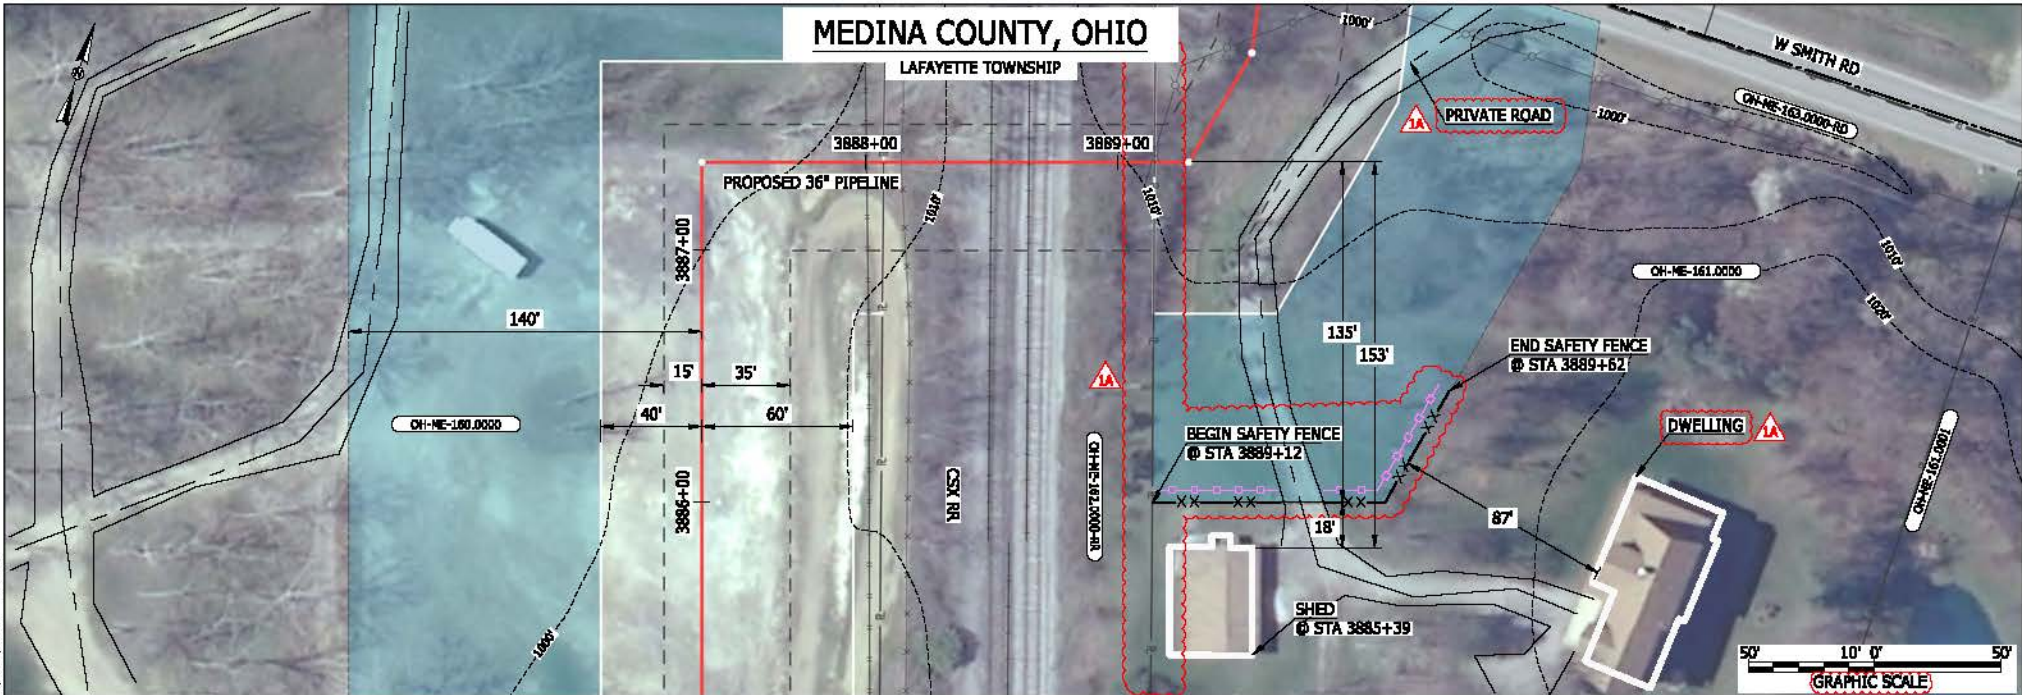 MEDINA COUNTY, OHIO
LAFAYETTE TOWNSHIP
1000'
W SMITH RD
OH-ME-163.0000-RD
1A
PRIVATE ROAD
1000'
3888+00
3889+00
PROPOSED 36" PIPELINE
1010'
1010'
3887+00
1010'
OH-ME-161.0000
1020'
140'
135'
153'
END SAFETY FENCE
@ STA 3889+62
15'
35'
1A
40'
60'
OH-ME-160.0000
BEGIN SAFETY FENCE
@ STA 3889+12
DWELLING
1A
OH-ME-161.0001
3886+00
CSX RR
OH-ME-162.0000-RR
18'
87'
SHED
@ STA 3885+39
1000'
50'
10'
0'
50'
GRAPHIC SCALE